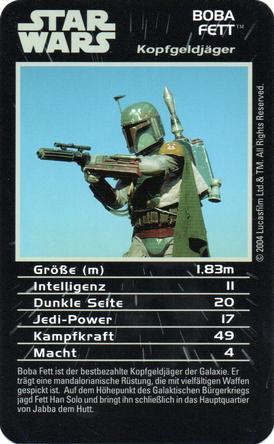 STAR
WARS
BOBA
FETT™
Kopfgeldjäger
© 2004 Lucasfilm Ltd.& TM. All Rights Reserved.
Größe (m) 1.83m
Intelligenz 11
Dunkle Seite 20
Jedi-Power 17
Kampfkraft 49
Macht 4
Boba Fett ist der bestbezahlte Kopfgeldjäger der Galaxie. Er
trägt eine mandalorianische Rüstung, die mit vielfältigen Waffen
gespickt ist. Auf dem Höhepunkt des Galaktischen Bürgerkriegs
jagd Fett Han Solo und bringt ihn schließlich in das Hauptquartier
von Jabba dem Hutt.